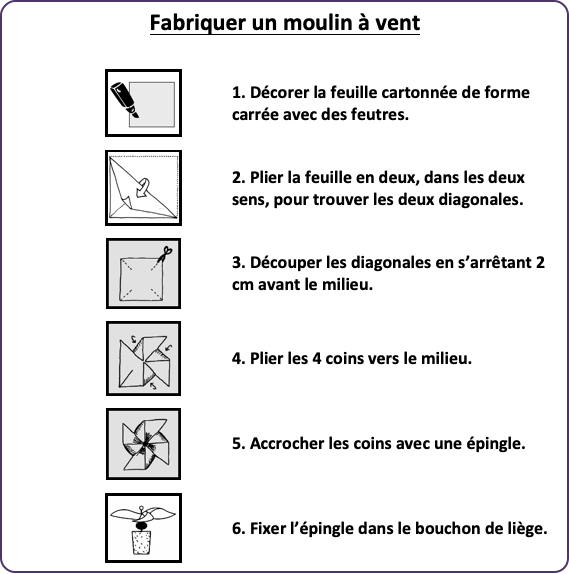 Fabriquer un moulin à vent
1. Décorer la feuille cartonnée de forme
carrée avec des feutres.
2. Plier la feuille en deux, dans les deux
sens, pour trouver les deux diagonales.
3. Découper les diagonales en s’arrêtant 2
cm avant le milieu.
4. Plier les 4 coins vers le milieu.
5. Accrocher les coins avec une épingle.
6. Fixer l’épingle dans le bouchon de liège.